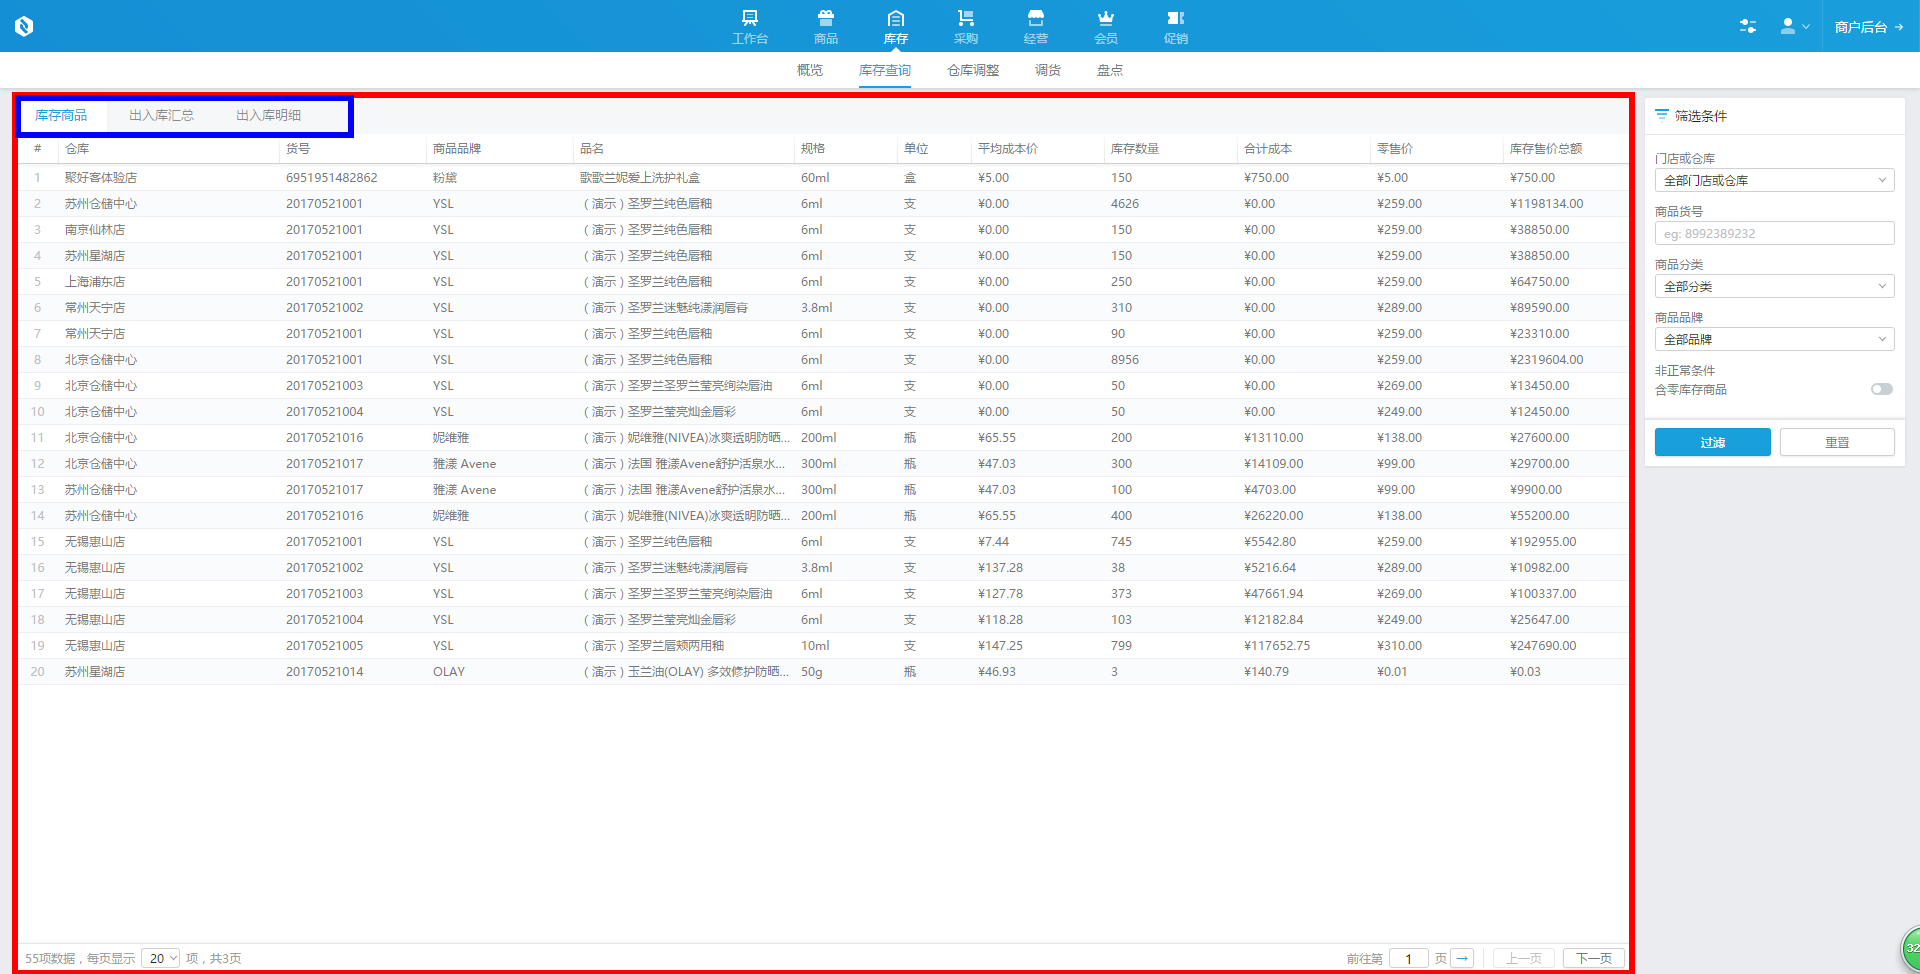 工作台 商品 库存 采购 经营 会员 促销 商户后台 →
概览 库存查询 仓库调整 调货 盘点
库存商品 出入库汇总 出入库明细
# 仓库 货号 商品品牌 品名 规格 单位 平均成本价 库存数量 合计成本 零售价 库存售价总额
1 聚好客体验店 6951951482862 粉黛 歌歌兰妮爱上洗护礼盒 60ml 盒 ¥5.00 150 ¥750.00 ¥5.00 ¥750.00
2 苏州仓储中心 20170521001 YSL （演示）圣罗兰纯色唇釉 6ml 支 ¥0.00 4626 ¥0.00 ¥259.00 ¥1198134.00
3 南京仙林店 20170521001 YSL （演示）圣罗兰纯色唇釉 6ml 支 ¥0.00 150 ¥0.00 ¥259.00 ¥38850.00
4 苏州星湖店 20170521001 YSL （演示）圣罗兰纯色唇釉 6ml 支 ¥0.00 150 ¥0.00 ¥259.00 ¥38850.00
5 上海浦东店 20170521001 YSL （演示）圣罗兰纯色唇釉 6ml 支 ¥0.00 250 ¥0.00 ¥259.00 ¥64750.00
6 常州天宁店 20170521002 YSL （演示）圣罗兰迷魅纯漾润唇膏 3.8ml 支 ¥0.00 310 ¥0.00 ¥289.00 ¥89590.00
7 常州天宁店 20170521001 YSL （演示）圣罗兰纯色唇釉 6ml 支 ¥0.00 90 ¥0.00 ¥259.00 ¥23310.00
8 北京仓储中心 20170521001 YSL （演示）圣罗兰纯色唇釉 6ml 支 ¥0.00 8956 ¥0.00 ¥259.00 ¥2319604.00
9 北京仓储中心 20170521003 YSL （演示）圣罗兰圣罗兰莹亮绚染唇油 6ml 支 ¥0.00 50 ¥0.00 ¥269.00 ¥13450.00
10 北京仓储中心 20170521004 YSL （演示）圣罗兰莹亮灿金唇彩 6ml 支 ¥0.00 50 ¥0.00 ¥249.00 ¥12450.00
11 北京仓储中心 20170521016 妮维雅 （演示）妮维雅(NIVEA)冰爽透明防晒... 200ml 瓶 ¥65.55 200 ¥13110.00 ¥138.00 ¥27600.00
12 北京仓储中心 20170521017 雅漾 Avene （演示）法国 雅漾Avene舒护活泉水... 300ml 瓶 ¥47.03 300 ¥14109.00 ¥99.00 ¥29700.00
13 苏州仓储中心 20170521017 雅漾 Avene （演示）法国 雅漾Avene舒护活泉水... 300ml 瓶 ¥47.03 100 ¥4703.00 ¥99.00 ¥9900.00
14 苏州仓储中心 20170521016 妮维雅 （演示）妮维雅(NIVEA)冰爽透明防晒... 200ml 瓶 ¥65.55 400 ¥26220.00 ¥138.00 ¥55200.00
15 无锡惠山店 20170521001 YSL （演示）圣罗兰纯色唇釉 6ml 支 ¥7.44 745 ¥5542.80 ¥259.00 ¥192955.00
16 无锡惠山店 20170521002 YSL （演示）圣罗兰迷魅纯漾润唇膏 3.8ml 支 ¥137.28 38 ¥5216.64 ¥289.00 ¥10982.00
17 无锡惠山店 20170521003 YSL （演示）圣罗兰圣罗兰莹亮绚染唇油 6ml 支 ¥127.78 373 ¥47661.94 ¥269.00 ¥100337.00
18 无锡惠山店 20170521004 YSL （演示）圣罗兰莹亮灿金唇彩 6ml 支 ¥118.28 103 ¥12182.84 ¥249.00 ¥25647.00
19 无锡惠山店 20170521005 YSL （演示）圣罗兰唇颊两用釉 10ml 支 ¥147.25 799 ¥117652.75 ¥310.00 ¥247690.00
20 苏州星湖店 20170521014 OLAY （演示）玉兰油(OLAY) 多效修护防晒... 50g 瓶 ¥46.93 3 ¥140.79 ¥0.01 ¥0.03
55项数据，每页显示 20 项，共3页 前往第 1 页 → 上一页 下一页
筛选条件
门店或仓库
全部门店或仓库
商品货号
eg: 8992389232
商品分类
全部分类
商品品牌
全部品牌
非正常条件
含零库存商品
过滤 重置